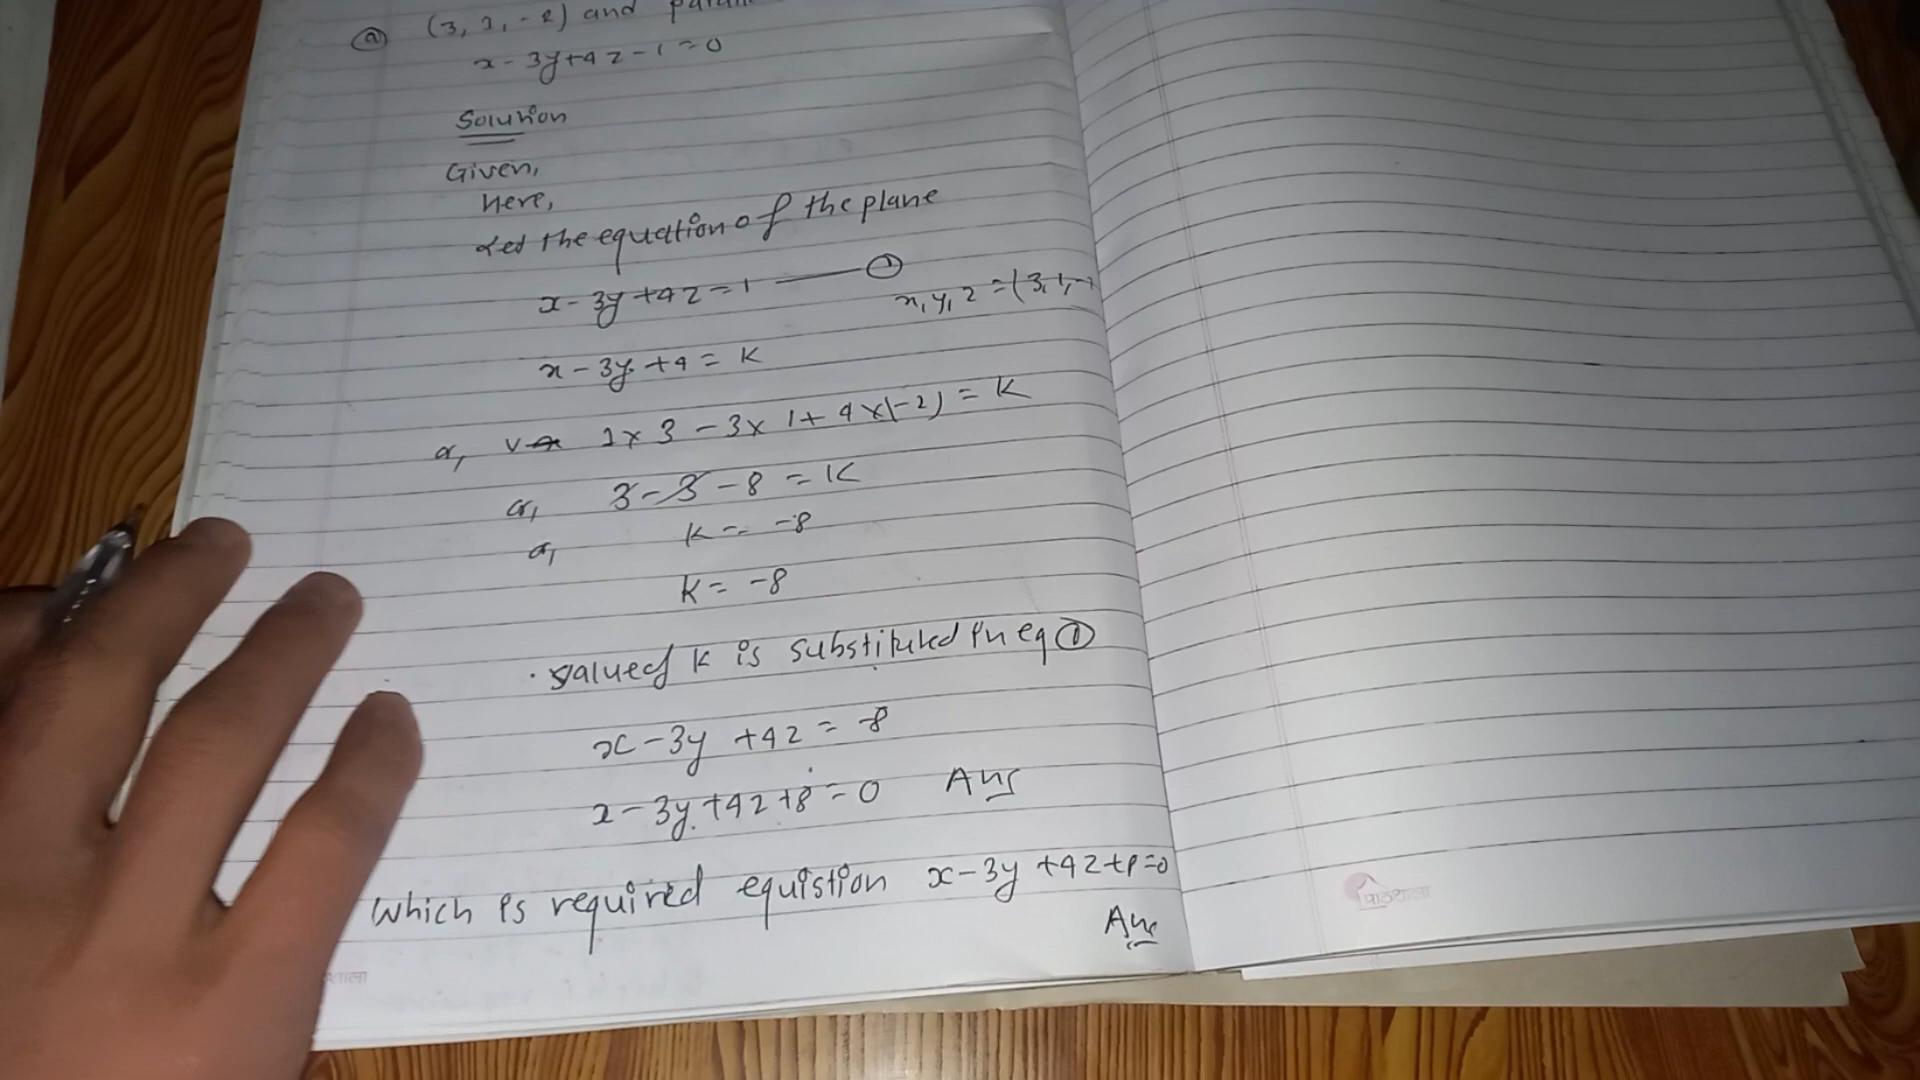 (a) (3, 1, -2) and
x - 3y + 4z - 1 = 0
Solution
Given,
Here,
Let the equation of the plane
x - 3y + 4z = 1 ——— (1)
x, y, z = (3, 1, -
x - 3y + 4 = K
or, 1 x 3 - 3 x 1 + 4 x (-2) = K
or, 3 - 3 - 8 = K
or, K = -8
K = -8
valueof K is substituted in eq (1)
x - 3y + 4z = -8
x - 3y + 4z + 8 = 0 Ans
which is required equistion x - 3y + 4z + 8 = 0
Ans
पाठशाला